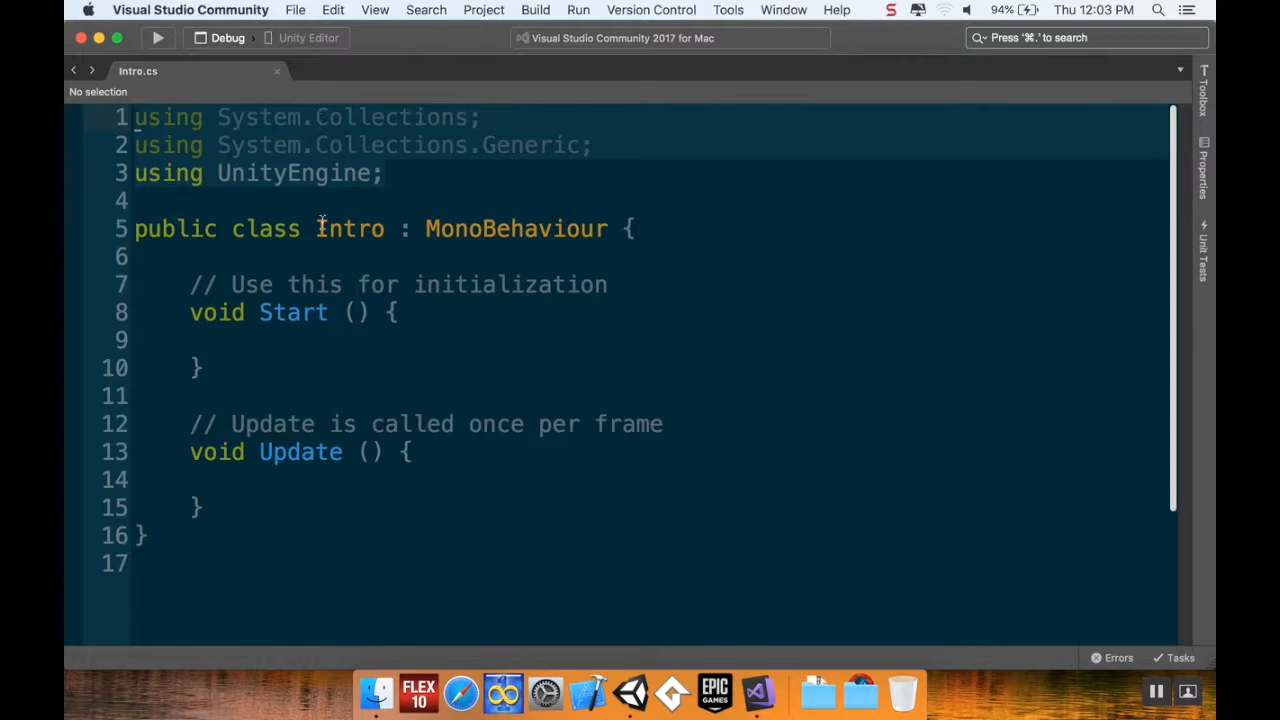 Visual Studio Community File Edit View Search Project Build Run Version Control Tools Window Help S 94% Thu 12:03 PM
Debug Unity Editor Visual Studio Community 2017 for Mac Press '⌘.' to search
Intro.cs
No selection
1 using System.Collections;
2 using System.Collections.Generic;
3 using UnityEngine;
4
5 public class Intro : MonoBehaviour {
6
7 // Use this for initialization
8 void Start () {
9
10 }
11
12 // Update is called once per frame
13 void Update () {
14
15 }
16 }
17
Toolbox
Properties
Unit Tests
Errors Tasks
FLEX 10 EPIC GAMES